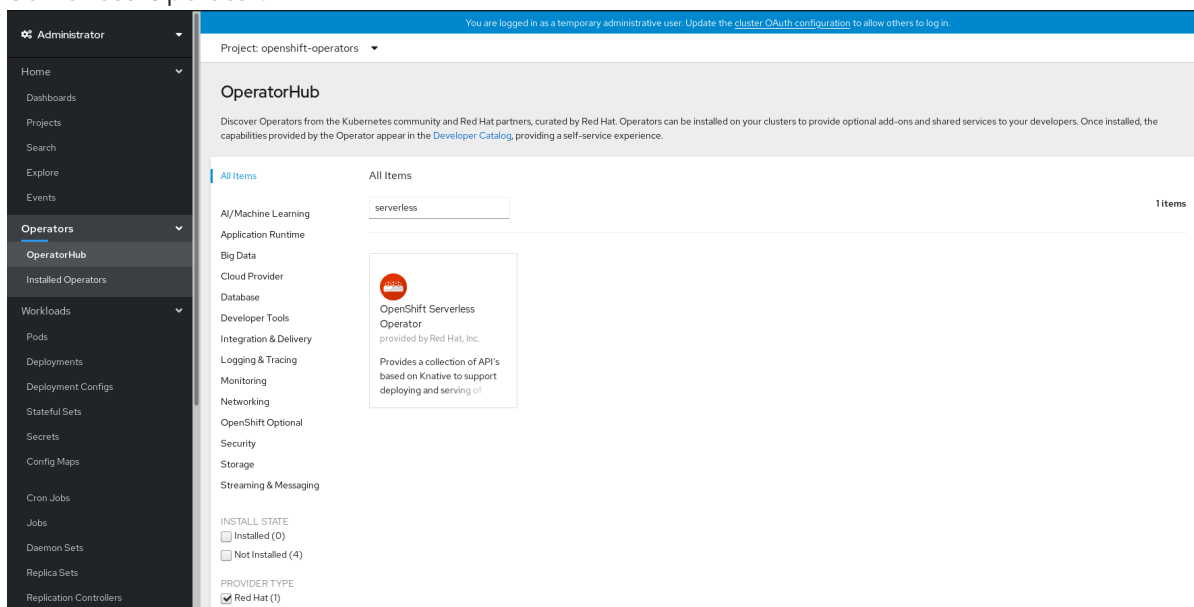 You are logged in as a temporary administrative user. Update the cluster OAuth configuration to allow others to log in.
Administrator
Project: openshift-operators
Home
Dashboards
Projects
Search
Explore
Events
Operators
OperatorHub
Installed Operators
Workloads
Pods
Deployments
Deployment Configs
Stateful Sets
Secrets
Config Maps
Cron Jobs
Jobs
Daemon Sets
Replica Sets
Replication Controllers
OperatorHub
Discover Operators from the Kubernetes community and Red Hat partners, curated by Red Hat. Operators can be installed on your clusters to provide optional add-ons and shared services to your developers. Once installed, the
capabilities provided by the Operator appear in the Developer Catalog, providing a self-service experience.
All Items
AI/Machine Learning
Application Runtime
Big Data
Cloud Provider
Database
Developer Tools
Integration & Delivery
Logging & Tracing
Monitoring
Networking
OpenShift Optional
Security
Storage
Streaming & Messaging
INSTALL STATE
Installed (0)
Not Installed (4)
PROVIDER TYPE
Red Hat (1)
All Items
serverless
1 items
OpenShift Serverless
Operator
provided by Red Hat, Inc.
Provides a collection of API's
based on Knative to support
deploying and serving of